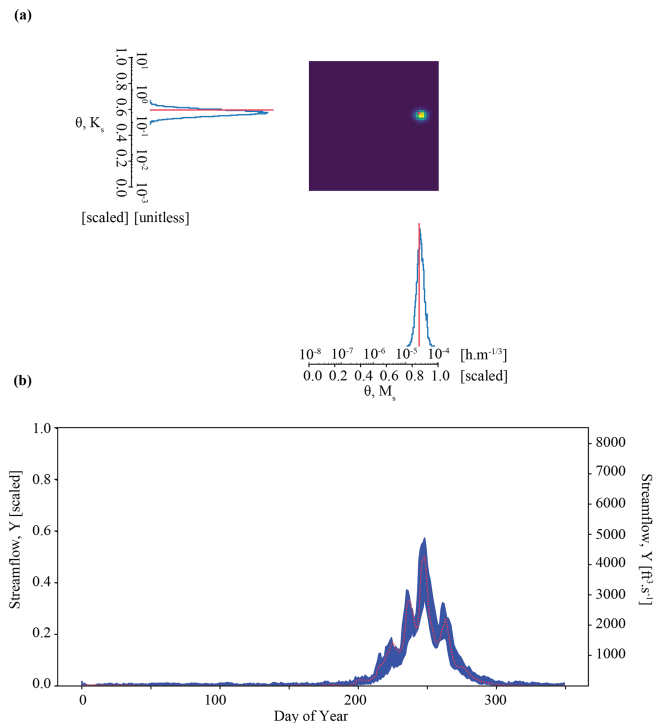 (a)
1.0 0.8 0.6 0.4 0.2 0.0
10¹ 10⁰ 10⁻¹ 10⁻² 10⁻³
θ, Kₛ
[scaled] [unitless]
10⁻⁸ 10⁻⁷ 10⁻⁶ 10⁻⁵ 10⁻⁴ [h.m⁻¹ᐟ³]
0.0 0.2 0.4 0.6 0.8 1.0 [scaled]
θ, Mₛ
(b)
Streamflow, Y [scaled]
1.0
0.8
0.6
0.4
0.2
0.0
8000
7000
6000
5000
4000
3000
2000
1000
Streamflow, Y [ft³.s⁻¹]
0 100 200 300
Day of Year